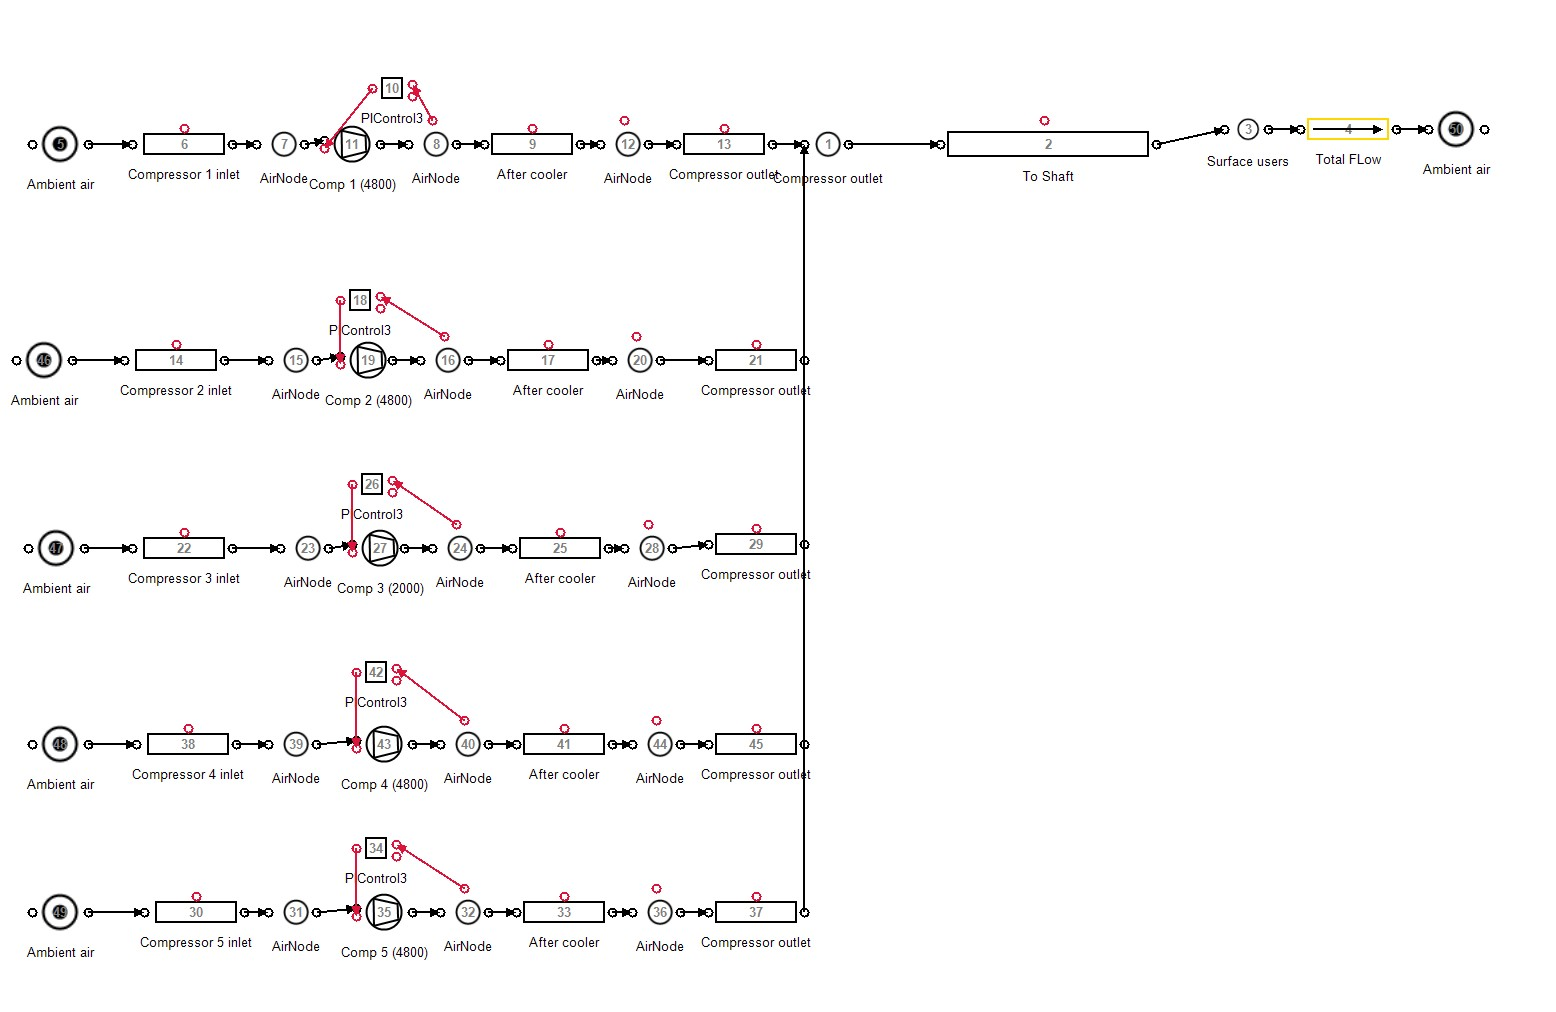 10
PIControl3
5
6
7
11
8
9
12
13
1
2
3
4
50
Ambient air
Compressor 1 inlet
AirNode
Comp 1 (4800)
AirNode
After cooler
AirNode
Compressor outlet
Compressor outlet
To Shaft
Surface users
Total FLow
Ambient air
18
PIControl3
46
14
15
19
16
17
20
21
Ambient air
Compressor 2 inlet
AirNode
Comp 2 (4800)
AirNode
After cooler
AirNode
Compressor outlet
26
PIControl3
47
22
23
27
24
25
28
29
Ambient air
Compressor 3 inlet
AirNode
Comp 3 (2000)
AirNode
After cooler
AirNode
Compressor outlet
42
PIControl3
48
38
39
43
40
41
44
45
Ambient air
Compressor 4 inlet
AirNode
Comp 4 (4800)
AirNode
After cooler
AirNode
Compressor outlet
34
PIControl3
49
30
31
35
32
33
36
37
Ambient air
Compressor 5 inlet
AirNode
Comp 5 (4800)
AirNode
After cooler
AirNode
Compressor outlet